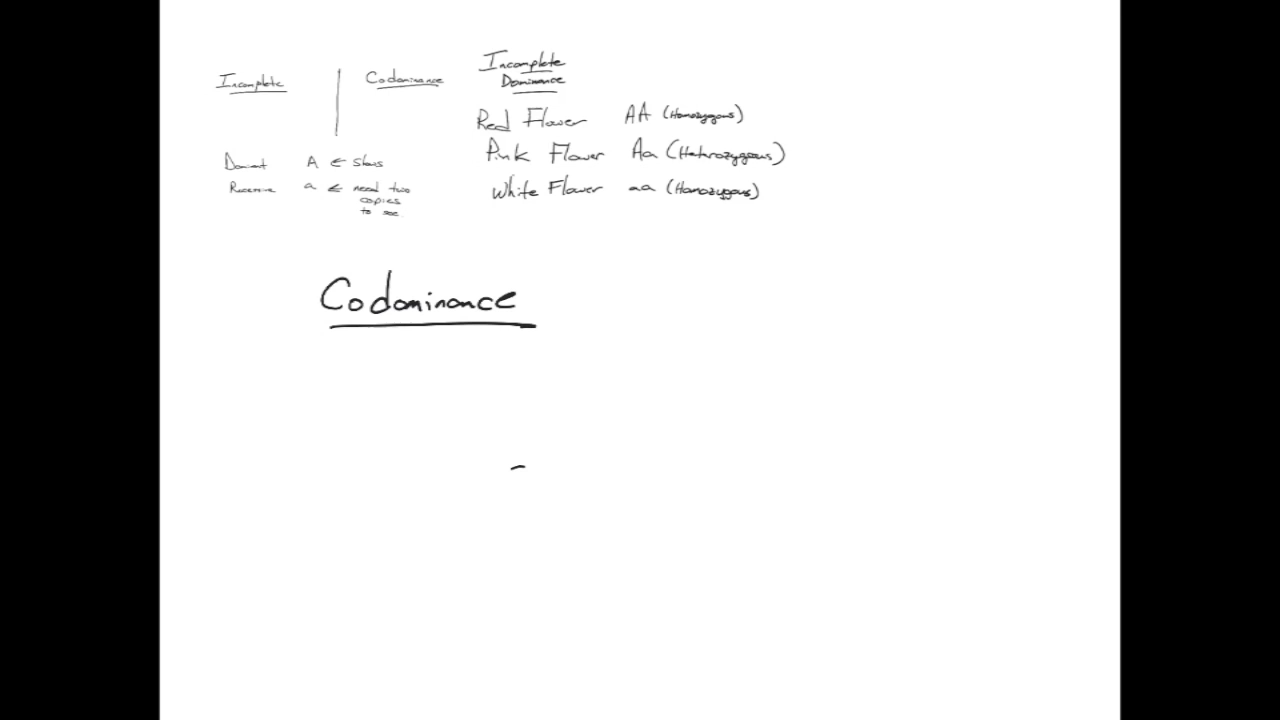 Incomplete | Codominance
Dominant A ← shows
Recessive a ← need two
copies
to see
Incomplete
Dominance
Red Flower AA (Homozygous)
Pink Flower Aa (Heterozygous)
White Flower aa (Homozygous)
Codominance